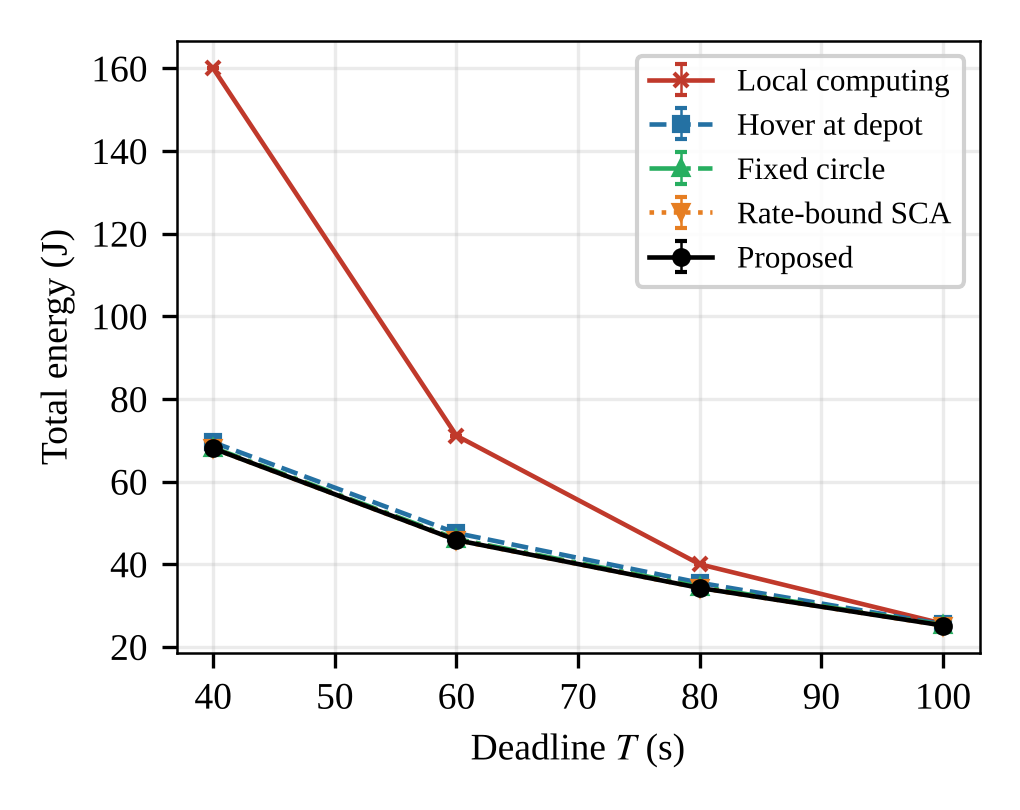 160
140
120
100
80
60
40
20
Total energy (J)
40 50 60 70 80 90 100
Deadline T (s)
Local computing
Hover at depot
Fixed circle
Rate-bound SCA
Proposed